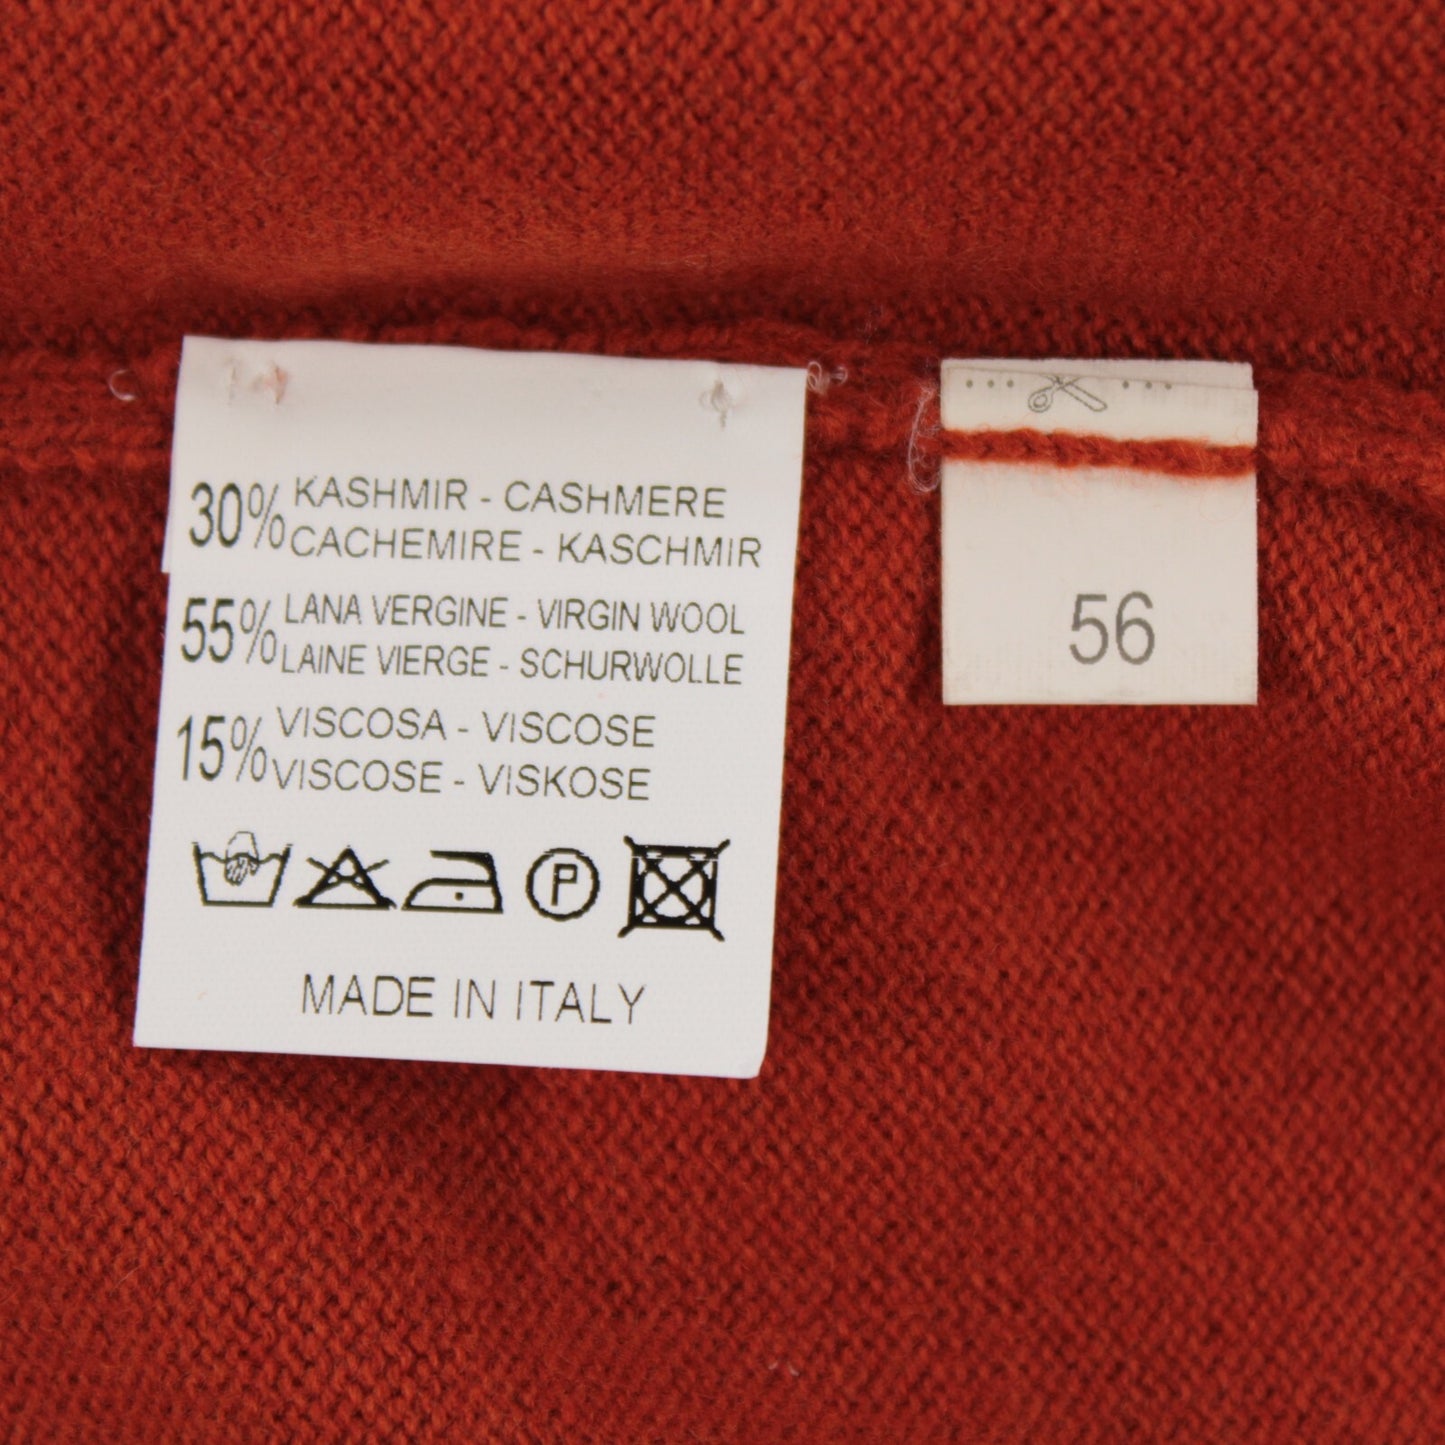 30% KASHMIR - CASHMERE
CACHEMIRE - KASCHMIR
55% LANA VERGINE - VIRGIN WOOL
LAINE VIERGE - SCHURWOLLE
15% VISCOSA - VISCOSE
VISCOSE - VISKOSE
P
MADE IN ITALY
56